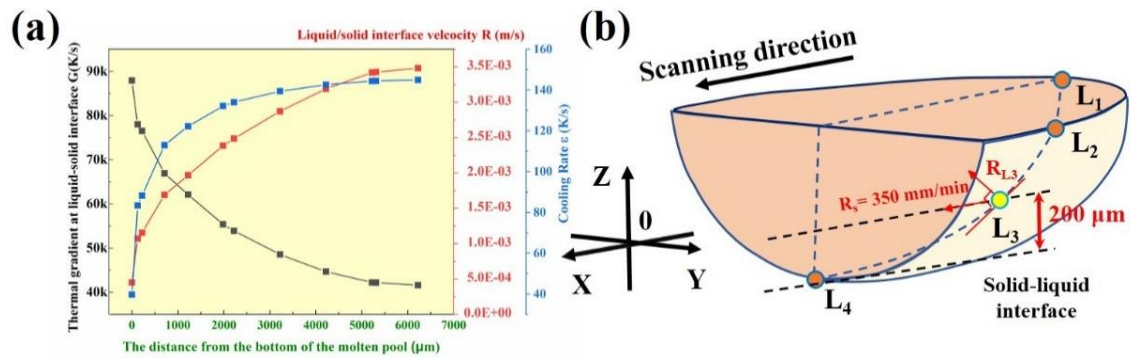 (a)
Liquid/solid interface velcocity R (m/s)
Thermal gradient at liquid-solid interface G(K/s)
90k
80k
70k
60k
50k
40k
0
1000
2000
3000
4000
5000
6000
7000
The distance from the bottom of the molten pool (μm)
3.5E-03
3.0E-03
2.5E-03
2.0E-03
1.5E-03
1.0E-03
5.0E-04
0.0E+00
Cooling Rate ε (K/s)
160
140
120
100
80
60
40
(b)
Scanning direction
L1
L2
RL3
Rs= 350 mm/min
200 μm
L3
L4
Z
0
X
Y
Solid-liquid
interface